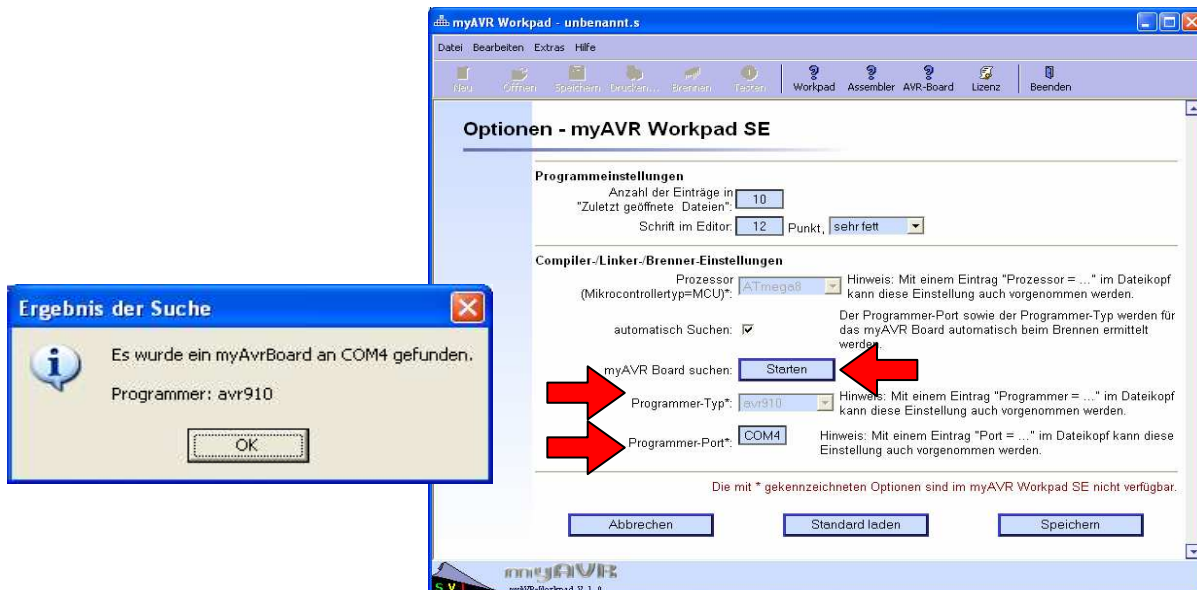 myAVR Workpad - unbenannt.s
Datei Bearbeiten Extras Hilfe
Neu Öffnen Speichern Drucken... Brennen Testen Workpad Assembler AVR-Board Lizenz Beenden
Optionen - myAVR Workpad SE
Programmeinstellungen
Anzahl der Einträge in
"Zuletzt geöffnete Dateien": 10
Schrift im Editor: 12 Punkt, sehr fett
Compiler-/Linker-/Brenner-Einstellungen
Prozessor
(Mikrocontrollertyp=MCU)*: ATmega8
Hinweis: Mit einem Eintrag "Prozessor = ..." im Dateikopf
kann diese Einstellung auch vorgenommen werden.
automatisch Suchen:
Der Programmer-Port sowie der Programmer-Typ werden für
das myAVR Board automatisch beim Brennen ermittelt
werden.
myAVR Board suchen: Starten
Programmer-Typ*: avr910
Hinweis: Mit einem Eintrag "Programmer = ..." im Dateikopf
kann diese Einstellung auch vorgenommen werden.
Programmer-Port*: COM4
Hinweis: Mit einem Eintrag "Port = ..." im Dateikopf kann diese
Einstellung auch vorgenommen werden.
Die mit * gekennzeichneten Optionen sind im myAVR Workpad SE nicht verfügbar.
Abbrechen Standard laden Speichern
myAVR
Ergebnis der Suche
Es wurde ein myAvrBoard an COM4 gefunden.
Programmer: avr910
OK